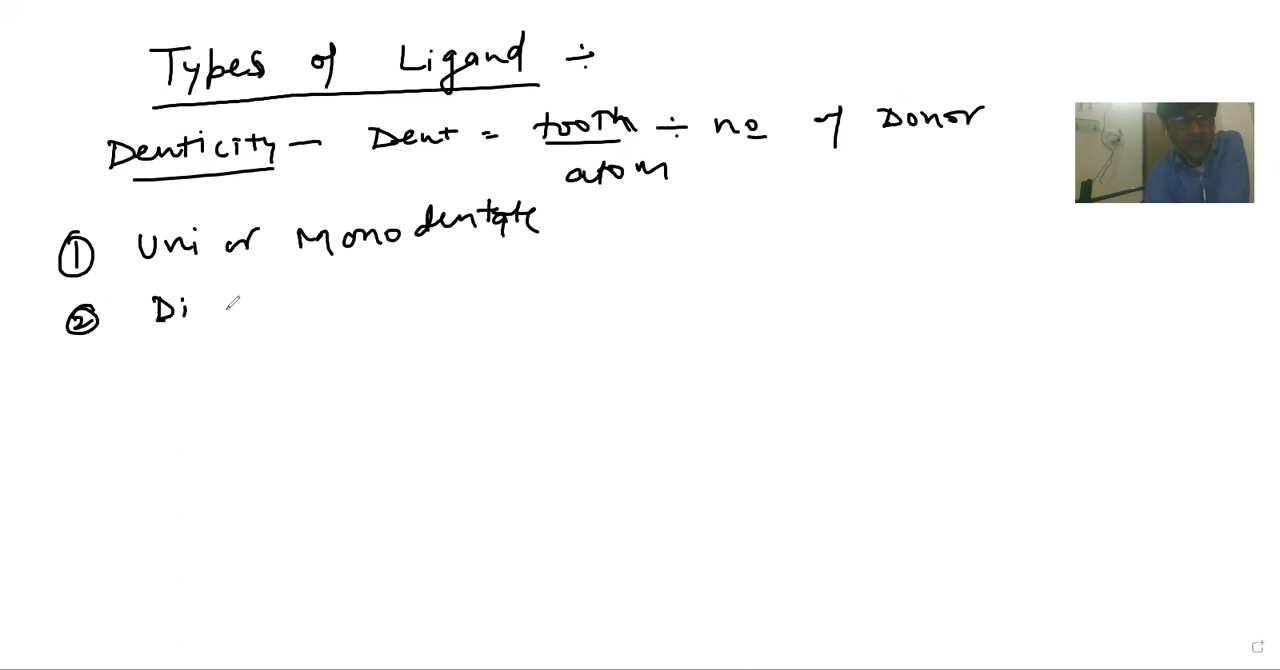 Types of Ligand ÷
Denticity — Dent = tooth ÷ no of Donor
atom
① Uni or Monodentate
② Di